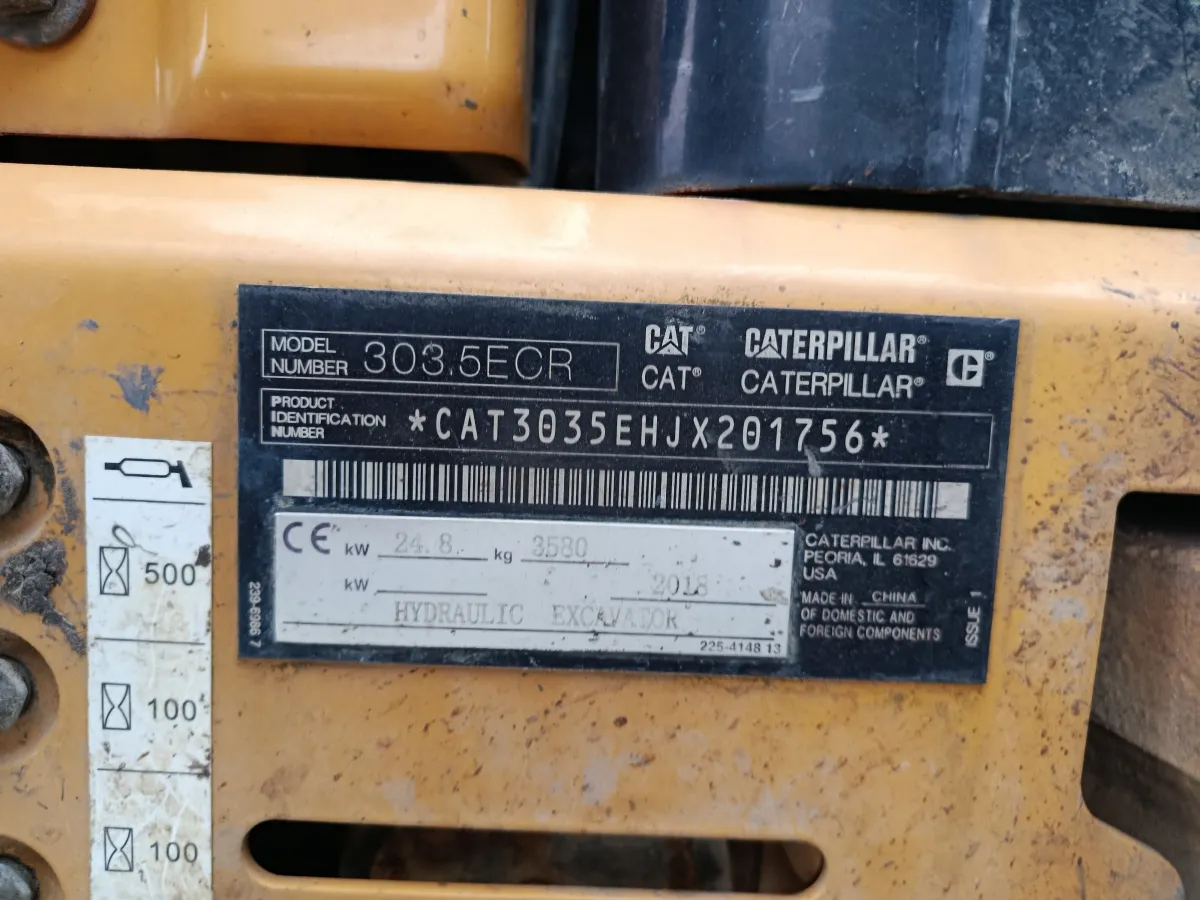 MODEL NUMBER 303.5ECR
CAT® CATERPILLAR®
CAT® CATERPILLAR®
PRODUCT IDENTIFICATION NUMBER *CAT3035EHJX201756*
CE kW 24.8 kg 3580
kW 2018
HYDRAULIC EXCAVATOR
225-4148 13
239-6986 7
CATERPILLAR INC.
PEORIA, IL 61629
USA
MADE IN CHINA
OF DOMESTIC AND
FOREIGN COMPONENTS
ISSUE 1
500
100
100